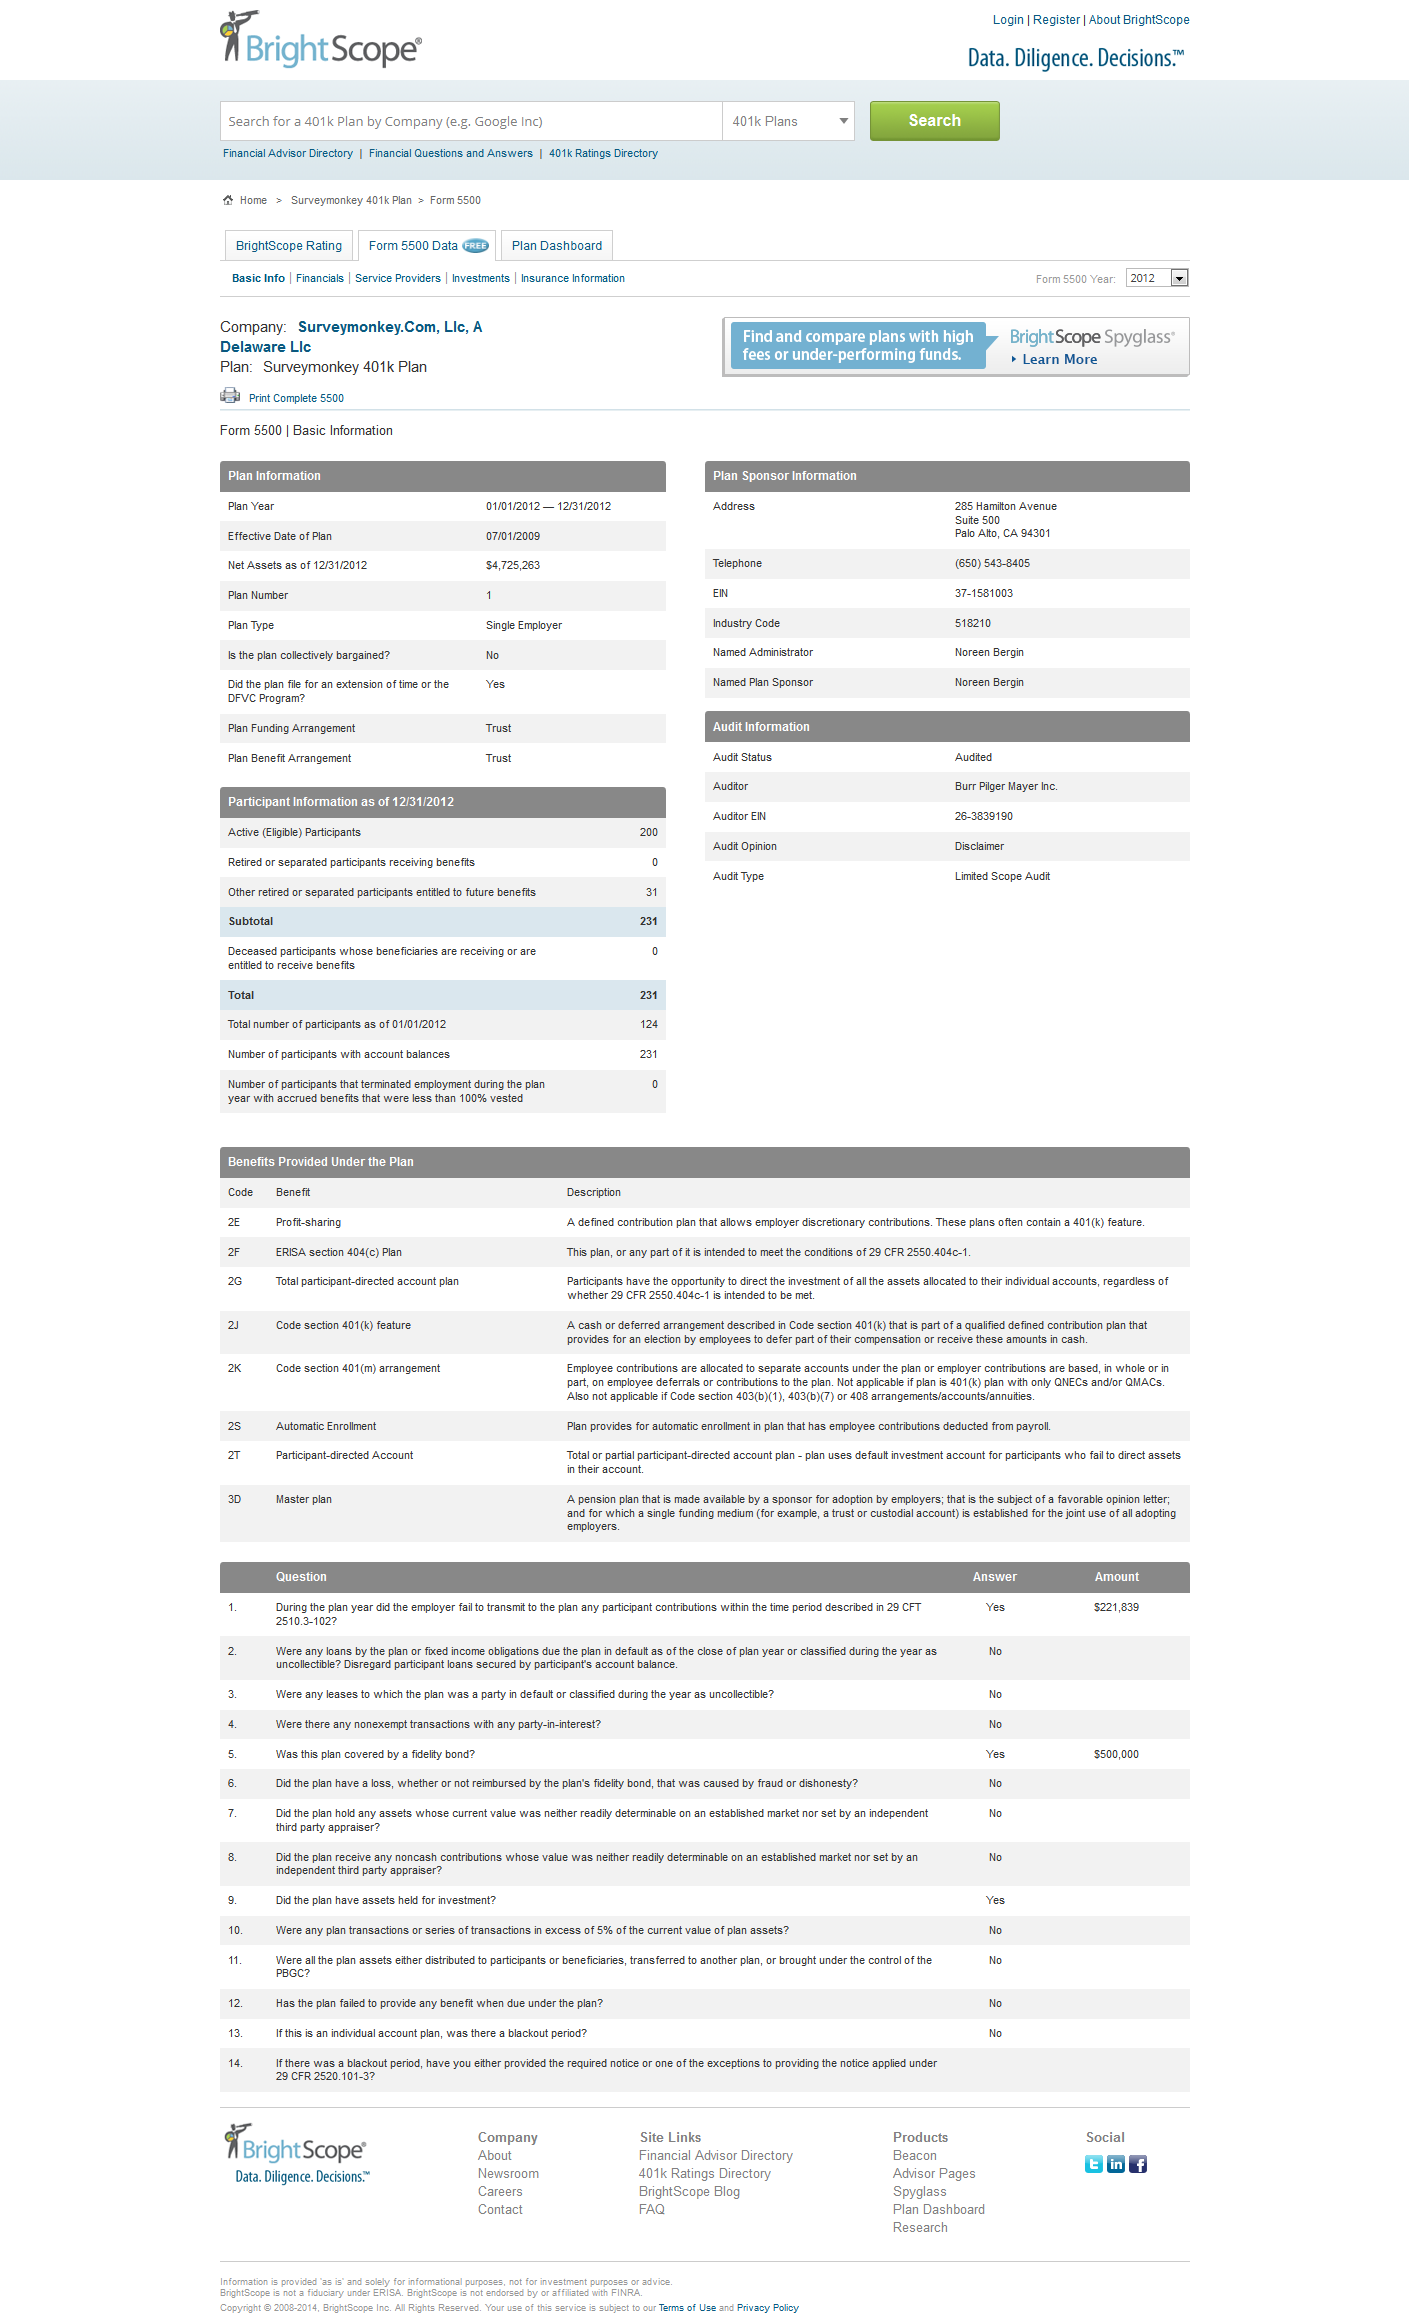 BrightScope®
Login | Register | About BrightScope
Data. Diligence. Decisions.™
Search for a 401k Plan by Company (e.g. Google Inc)
401k Plans
Search
Financial Advisor Directory | Financial Questions and Answers | 401k Ratings Directory
Home > Surveymonkey 401k Plan > Form 5500
BrightScope Rating
Form 5500 Data FREE
Plan Dashboard
Basic Info | Financials | Service Providers | Investments | Insurance Information
Form 5500 Year: 2012
Company: Surveymonkey.Com, Llc, A
Delaware Llc
Plan: Surveymonkey 401k Plan
Print Complete 5500
Find and compare plans with high
fees or under-performing funds.
BrightScope Spyglass®
Learn More
Form 5500 | Basic Information
Plan Information
Plan Year 01/01/2012 — 12/31/2012
Effective Date of Plan 07/01/2009
Net Assets as of 12/31/2012 $4,725,263
Plan Number 1
Plan Type Single Employer
Is the plan collectively bargained? No
Did the plan file for an extension of time or the Yes
DFVC Program?
Plan Funding Arrangement Trust
Plan Benefit Arrangement Trust
Participant Information as of 12/31/2012
Active (Eligible) Participants 200
Retired or separated participants receiving benefits 0
Other retired or separated participants entitled to future benefits 31
Subtotal 231
Deceased participants whose beneficiaries are receiving or are 0
entitled to receive benefits
Total 231
Total number of participants as of 01/01/2012 124
Number of participants with account balances 231
Number of participants that terminated employment during the plan 0
year with accrued benefits that were less than 100% vested
Plan Sponsor Information
Address 285 Hamilton Avenue
Suite 500
Palo Alto, CA 94301
Telephone (650) 543-8405
EIN 37-1581003
Industry Code 518210
Named Administrator Noreen Bergin
Named Plan Sponsor Noreen Bergin
Audit Information
Audit Status Audited
Auditor Burr Pilger Mayer Inc.
Auditor EIN 26-3839190
Audit Opinion Disclaimer
Audit Type Limited Scope Audit
Benefits Provided Under the Plan
Code Benefit Description
2E Profit-sharing A defined contribution plan that allows employer discretionary contributions. These plans often contain a 401(k) feature.
2F ERISA section 404(c) Plan This plan, or any part of it is intended to meet the conditions of 29 CFR 2550.404c-1.
2G Total participant-directed account plan Participants have the opportunity to direct the investment of all the assets allocated to their individual accounts, regardless of
whether 29 CFR 2550.404c-1 is intended to be met.
2J Code section 401(k) feature A cash or deferred arrangement described in Code section 401(k) that is part of a qualified defined contribution plan that
provides for an election by employees to defer part of their compensation or receive these amounts in cash.
2K Code section 401(m) arrangement Employee contributions are allocated to separate accounts under the plan or employer contributions are based, in whole or in
part, on employee deferrals or contributions to the plan. Not applicable if plan is 401(k) plan with only QNECs and/or QMACs.
Also not applicable if Code section 403(b)(1), 403(b)(7) or 408 arrangements/accounts/annuities.
2S Automatic Enrollment Plan provides for automatic enrollment in plan that has employee contributions deducted from payroll.
2T Participant-directed Account Total or partial participant-directed account plan - plan uses default investment account for participants who fail to direct assets
in their account.
3D Master plan A pension plan that is made available by a sponsor for adoption by employers; that is the subject of a favorable opinion letter;
and for which a single funding medium (for example, a trust or custodial account) is established for the joint use of all adopting
employers.
Question Answer Amount
1. During the plan year did the employer fail to transmit to the plan any participant contributions within the time period described in 29 CFT Yes $221,839
2510.3-102?
2. Were any loans by the plan or fixed income obligations due the plan in default as of the close of plan year or classified during the year as No
uncollectible? Disregard participant loans secured by participant's account balance.
3. Were any leases to which the plan was a party in default or classified during the year as uncollectible? No
4. Were there any nonexempt transactions with any party-in-interest? No
5. Was this plan covered by a fidelity bond? Yes $500,000
6. Did the plan have a loss, whether or not reimbursed by the plan's fidelity bond, that was caused by fraud or dishonesty? No
7. Did the plan hold any assets whose current value was neither readily determinable on an established market nor set by an independent No
third party appraiser?
8. Did the plan receive any noncash contributions whose value was neither readily determinable on an established market nor set by an No
independent third party appraiser?
9. Did the plan have assets held for investment? Yes
10. Were any plan transactions or series of transactions in excess of 5% of the current value of plan assets? No
11. Were all the plan assets either distributed to participants or beneficiaries, transferred to another plan, or brought under the control of the No
PBGC?
12. Has the plan failed to provide any benefit when due under the plan? No
13. If this is an individual account plan, was there a blackout period? No
14. If there was a blackout period, have you either provided the required notice or one of the exceptions to providing the notice applied under
29 CFR 2520.101-3?
BrightScope®
Data. Diligence. Decisions.™
Company
About
Newsroom
Careers
Contact
Site Links
Financial Advisor Directory
401k Ratings Directory
BrightScope Blog
FAQ
Products
Beacon
Advisor Pages
Spyglass
Plan Dashboard
Research
Social
t in f
Information is provided 'as is' and solely for informational purposes, not for investment purposes or advice.
BrightScope is not a fiduciary under ERISA. BrightScope is not endorsed by or affiliated with FINRA.
Copyright © 2008-2014, BrightScope Inc. All Rights Reserved. Your use of this service is subject to our Terms of Use and Privacy Policy